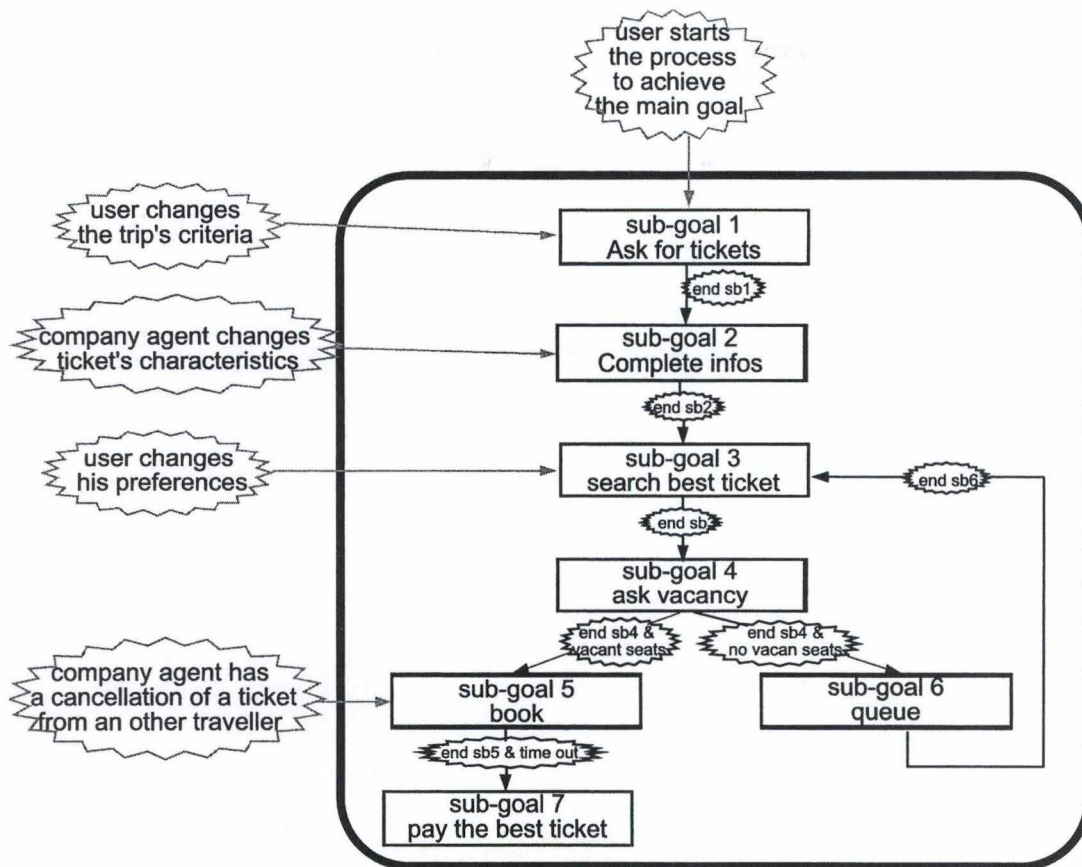 user starts
the process
to achieve
the main goal
user changes
the trip's criteria
sub-goal 1
Ask for tickets
end sb1
company agent changes
ticket's characteristics
sub-goal 2
Complete infos
end sb2
user changes
his preferences
sub-goal 3
search best ticket
end sb6
end sb3
sub-goal 4
ask vacancy
end sb4 &
vacant seats
end sb4 &
no vacan seats
company agent has
a cancellation of a ticket
from an other traveller
sub-goal 5
book
sub-goal 6
queue
end sb5 & time out
sub-goal 7
pay the best ticket